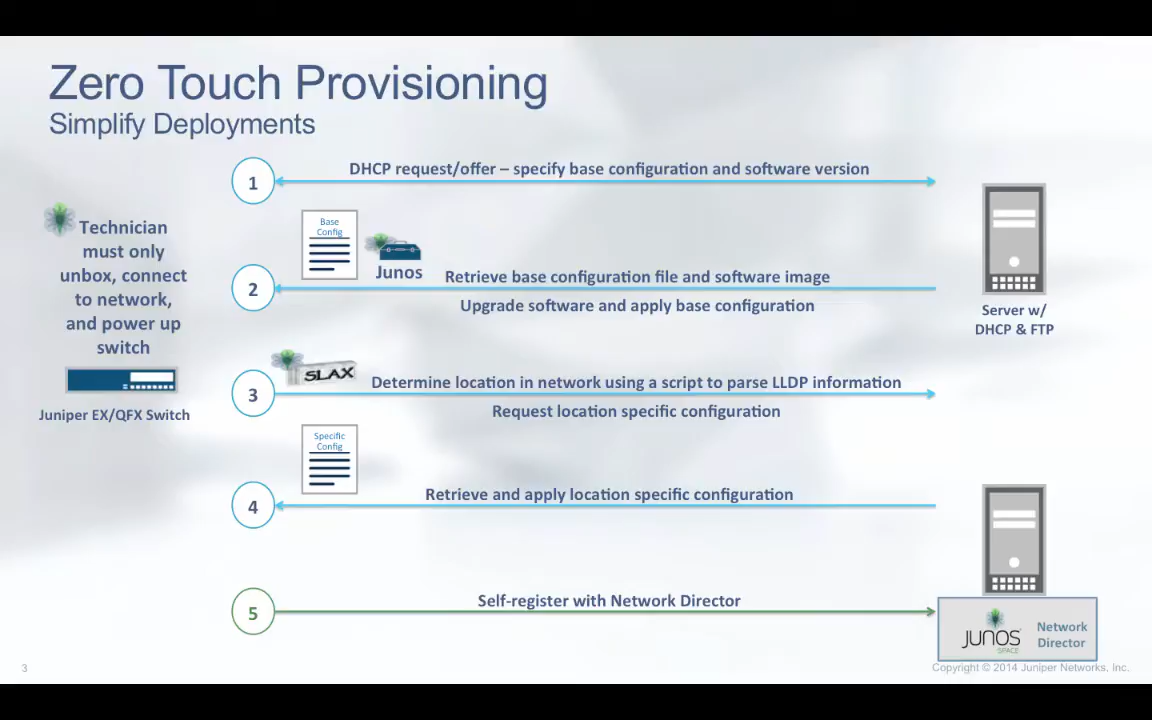 Zero Touch Provisioning
Simplify Deployments
1
DHCP request/offer – specify base configuration and software version
Technician
must only
unbox, connect
to network,
and power up
switch
Juniper EX/QFX Switch
Base
Config
Junos
2
Retrieve base configuration file and software image
Upgrade software and apply base configuration
Server w/
DHCP & FTP
SLAX
3
Determine location in network using a script to parse LLDP information
Request location specific configuration
Specific
Config
4
Retrieve and apply location specific configuration
5
Self-register with Network Director
JUNOS
SPACE
Network
Director
3
Copyright © 2014 Juniper Networks, Inc.